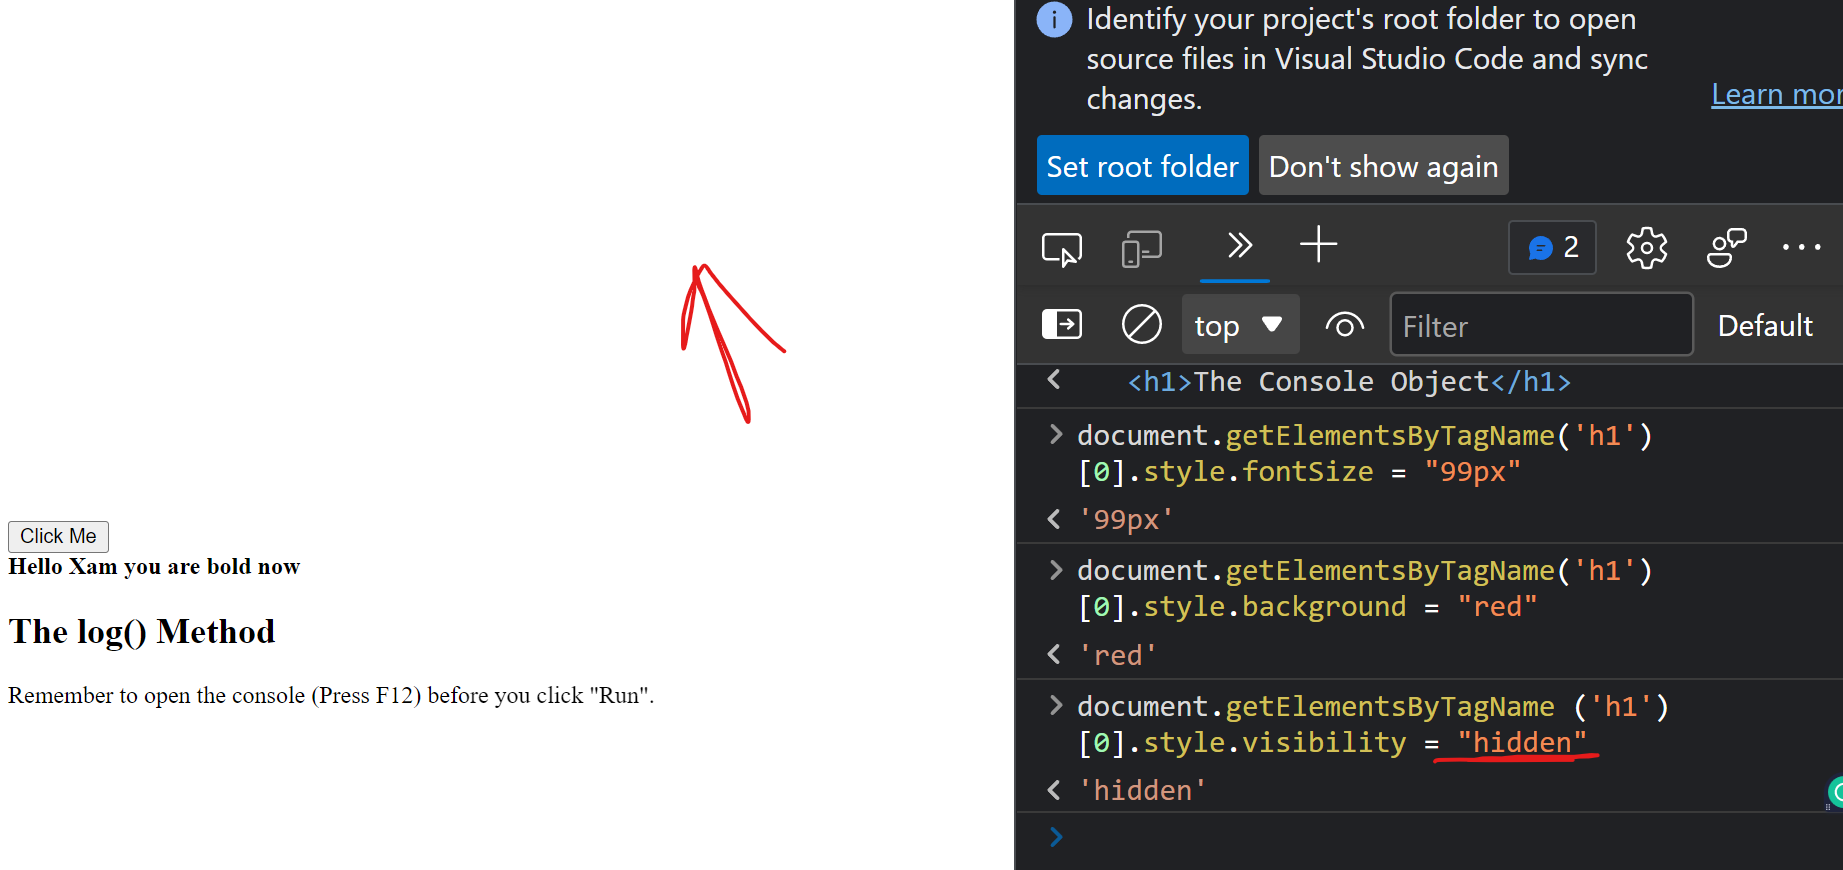 Click Me
Hello Xam you are bold now
The log() Method
Remember to open the console (Press F12) before you click "Run".
Identify your project's root folder to open
source files in Visual Studio Code and sync
changes.
Learn mor
Set root folder Don't show again
2
top Filter Default
<h1>The Console Object</h1>
document.getElementsByTagName('h1')
[0].style.fontSize = "99px"
'99px'
document.getElementsByTagName('h1')
[0].style.background = "red"
'red'
document.getElementsByTagName ('h1')
[0].style.visibility = "hidden"
'hidden'